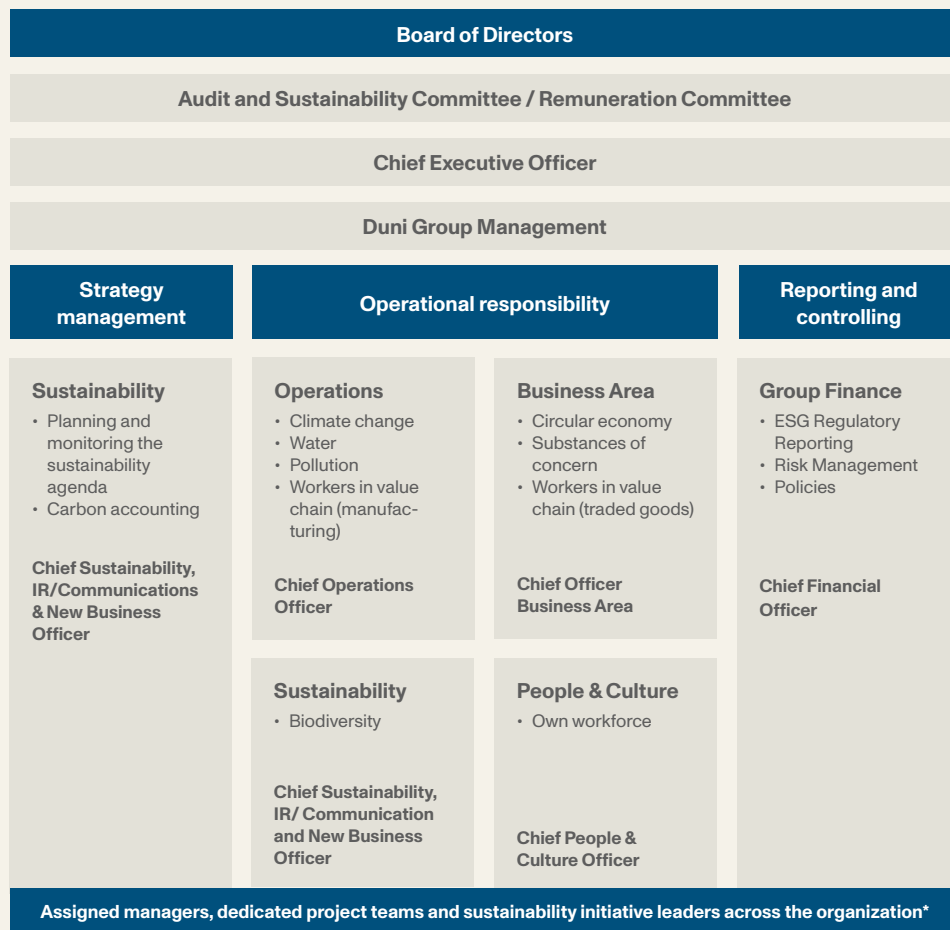 Board of Directors
Audit and Sustainability Committee / Remuneration Committee
Chief Executive Officer
Duni Group Management
Strategy
management
Operational responsibility
Reporting and
controlling
Sustainability
• Planning and
monitoring the
sustainability
agenda
• Carbon accounting
Chief Sustainability,
IR/Communications
& New Business
Officer
Operations
• Climate change
• Water
• Pollution
• Workers in value
chain (manufac-
turing)
Chief Operations
Officer
Business Area
• Circular economy
• Substances of
concern
• Workers in value
chain (traded goods)
Chief Officer
Business Area
Group Finance
• ESG Regulatory
Reporting
• Risk Management
• Policies
Chief Financial
Officer
Sustainability
• Biodiversity
Chief Sustainability,
IR/ Communication
and New Business
Officer
People & Culture
• Own workforce
Chief People &
Culture Officer
Assigned managers, dedicated project teams and sustainability initiative leaders across the organization*